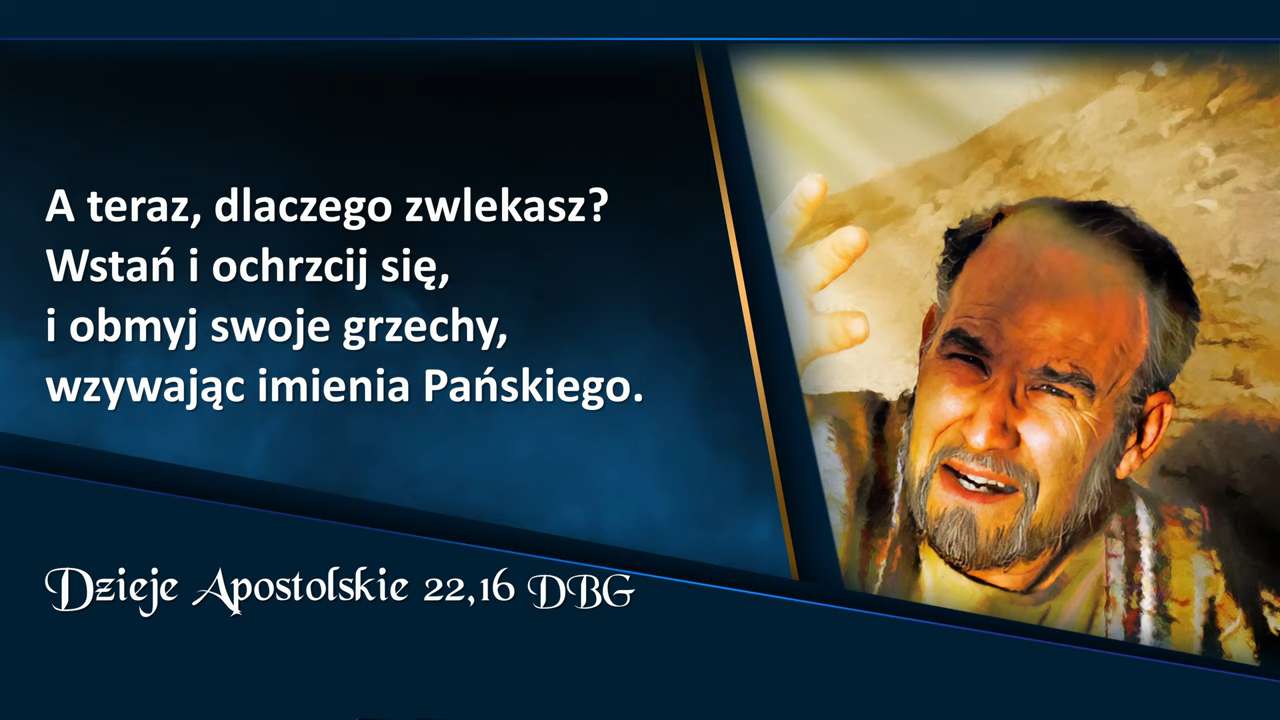 A teraz, dlaczego zwlekasz?
Wstań i ochrzcij się,
i obmyj swoje grzechy,
wzywając imienia Pańskiego.
Dzieje Apostolskie 22,16 DBG